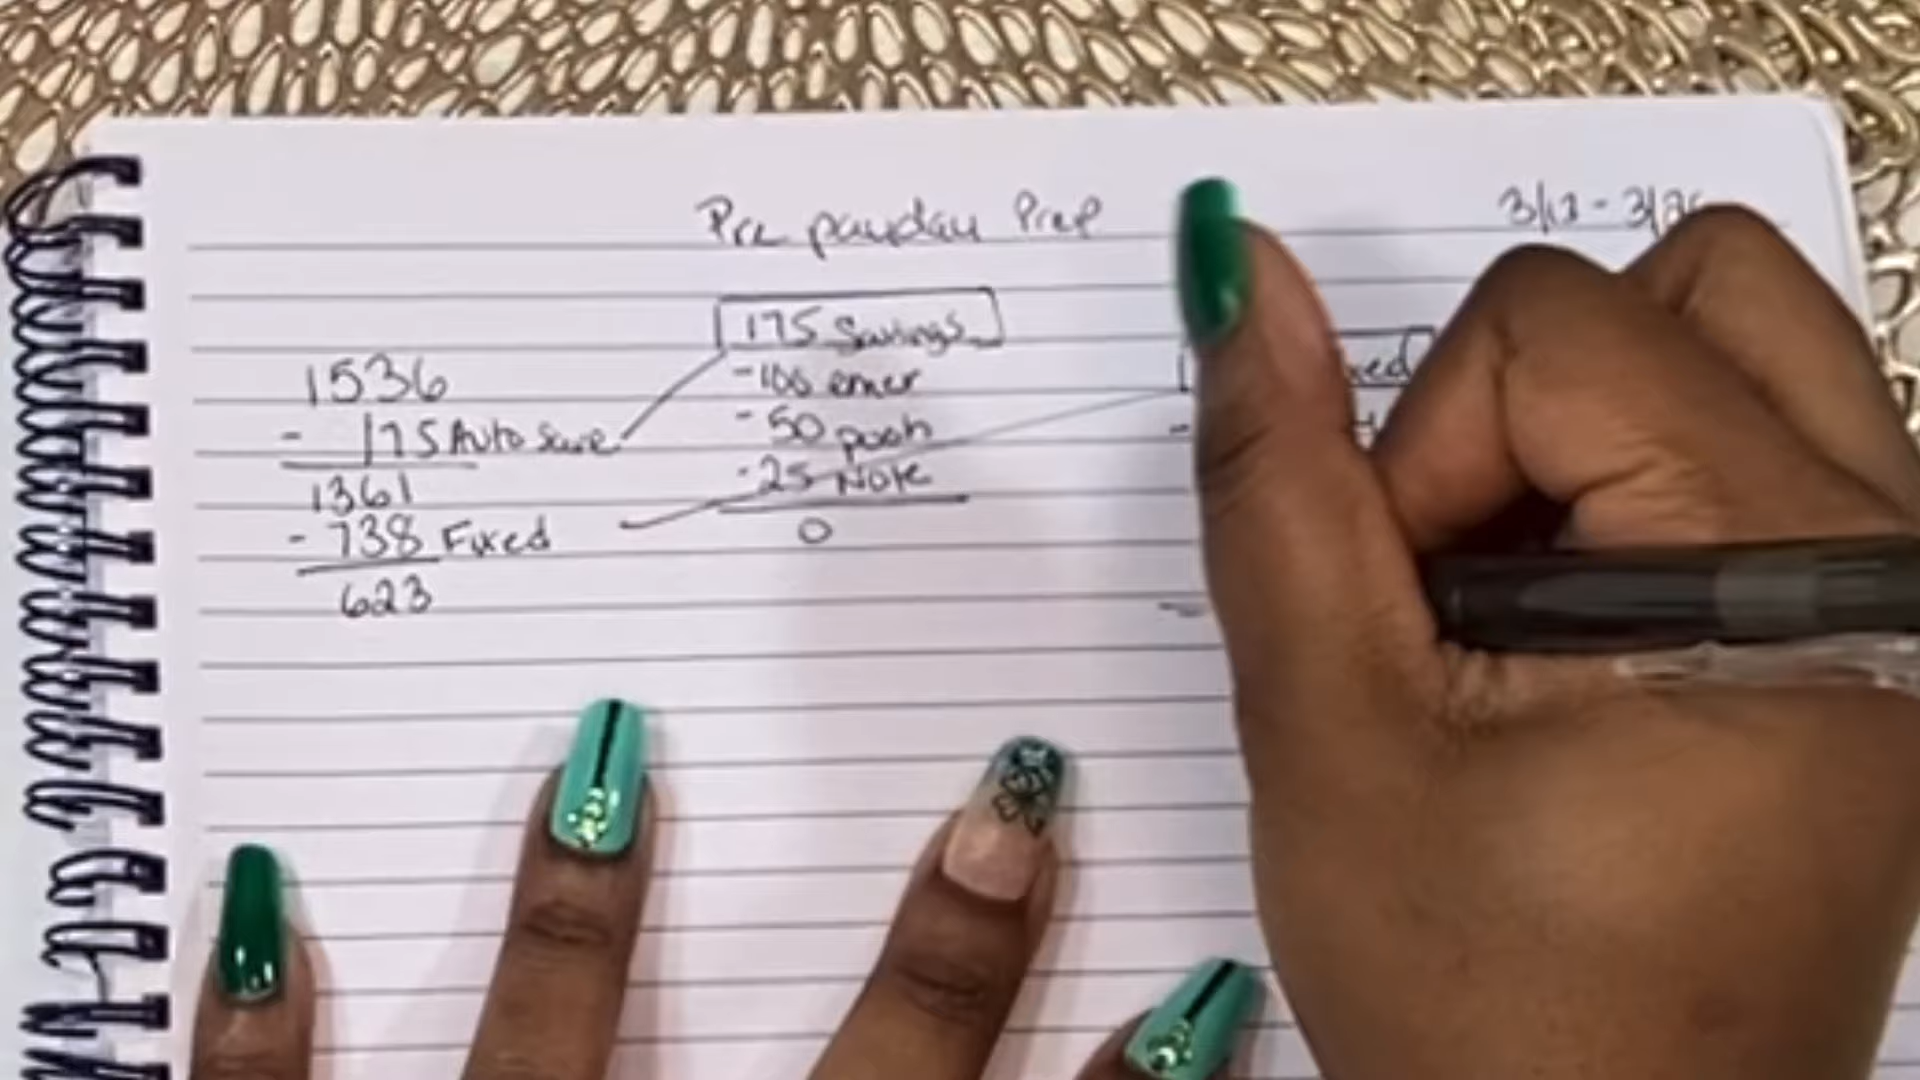 Pre payday Prep
3/12 - 3/26
1536
- 175 Auto Save
1361
- 738 Fixed
623
175 Savings
-100 emer
- 50 push
- 25 Note
0